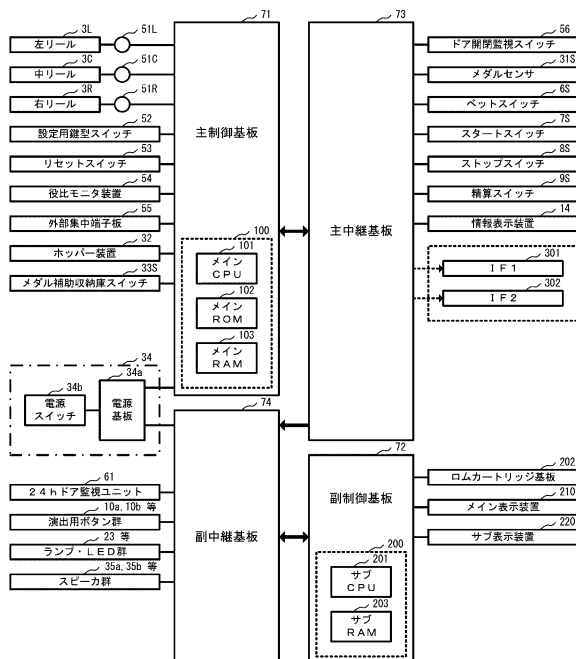 3L
左リール
51L
3C
中リール
51C
3R
右リール
51R
52
設定用鍵型スイッチ
53
リセットスイッチ
54
役比モニタ装置
55
外部集中端子板
32
ホッパー装置
33S
メダル補助収納庫スイッチ
71
主制御基板
100
101
メイン
CPU
102
メイン
ROM
103
メイン
RAM
73
主中継基板
56
ドア開閉監視スイッチ
31S
メダルセンサ
6S
ベットスイッチ
7S
スタートスイッチ
8S
ストップスイッチ
9S
精算スイッチ
14
情報表示装置
301
IF1
302
IF2
34
34a
電源
基板
34b
電源
スイッチ
74
副中継基板
61
24hドア監視ユニット
10a, 10b 等
演出用ボタン群
23 等
ランプ・LED群
35a, 35b 等
スピーカ群
72
副制御基板
200
201
サブ
CPU
203
サブ
RAM
202
ロムカートリッジ基板
210
メイン表示装置
220
サブ表示装置